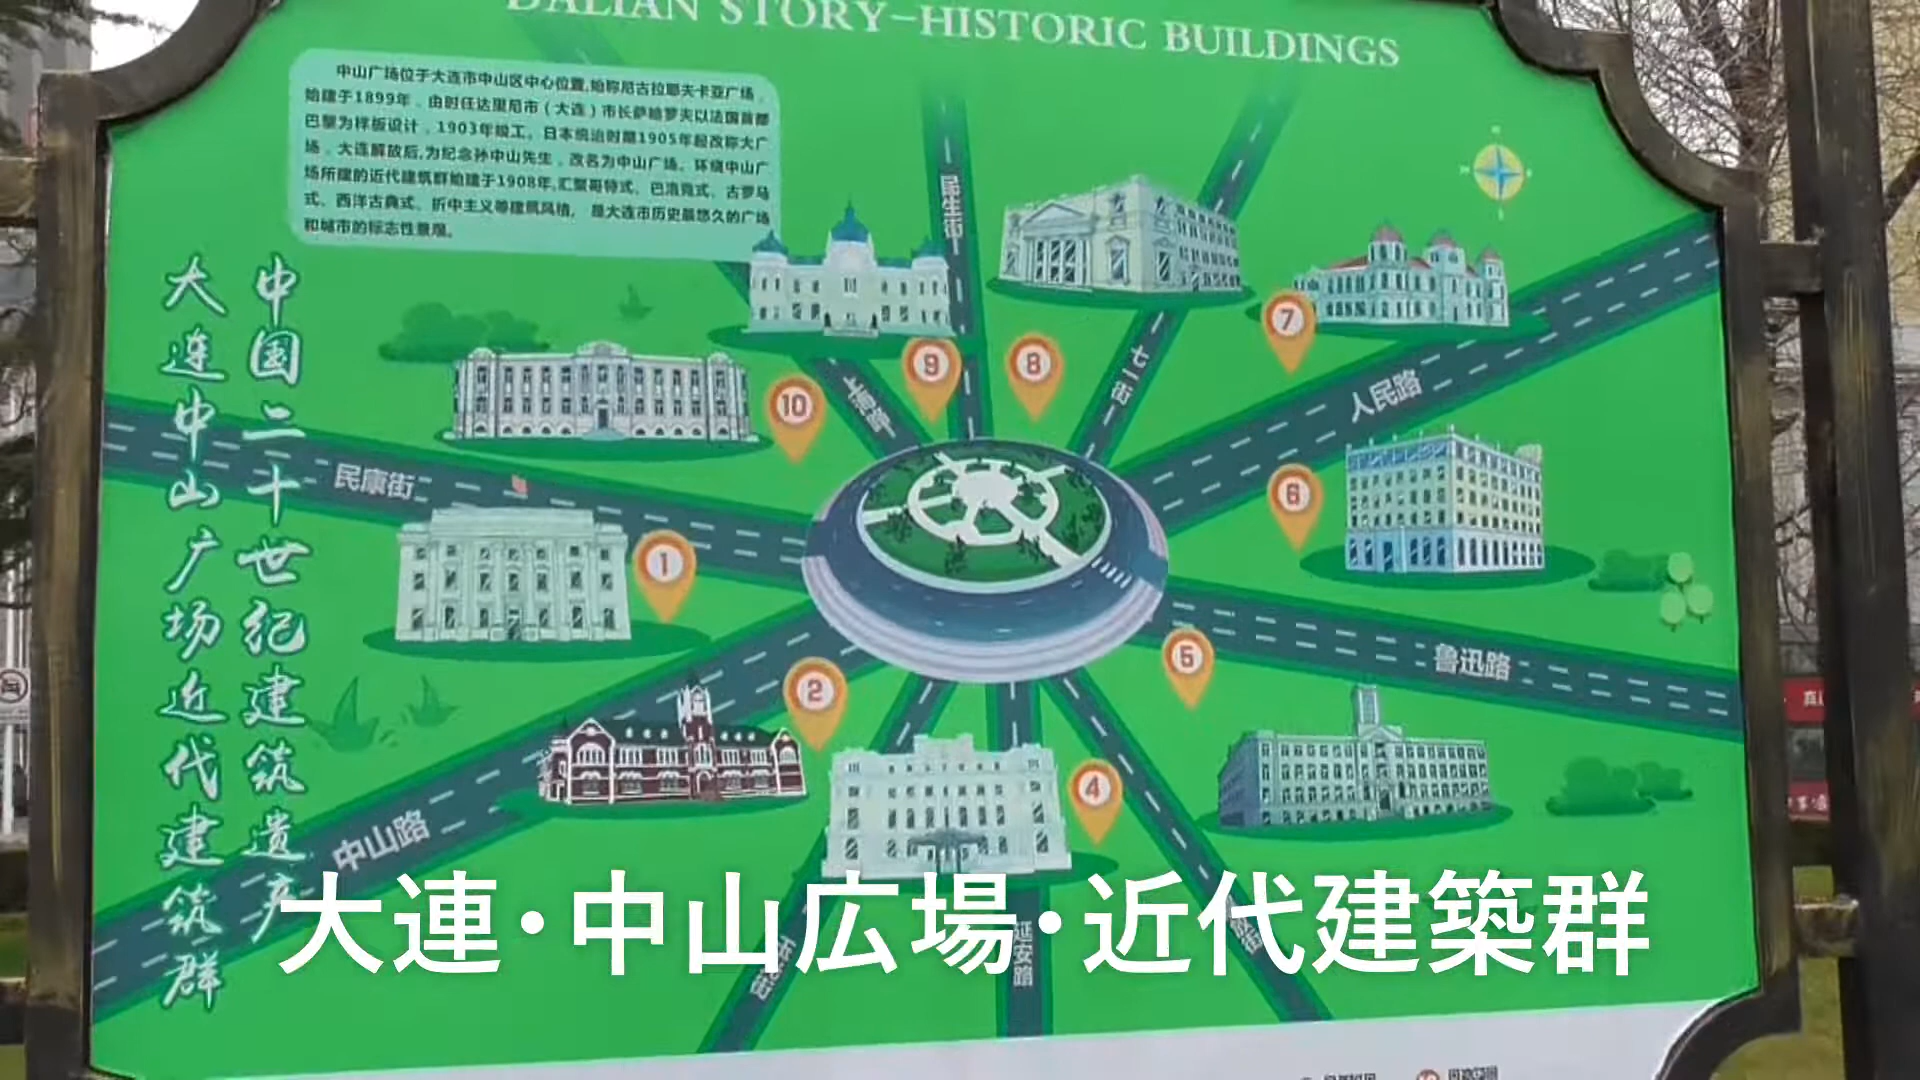 DALIAN STORY-HISTORIC BUILDINGS
中山广场位于大连市中山区中心位置,始称尼古拉耶夫卡亚广场,
始建于1899年，由时任达里尼市（大连）市长萨哈罗夫以法国首都
巴黎为样板设计，1903年竣工。日本统治时期1905年起改称大广
场，大连解放后,为纪念孙中山先生，改名为中山广场。环绕中山广
场所建的近代建筑群始建于1908年,汇聚哥特式、巴洛克式、古罗马
式、西洋古典式、折中主义等建筑风格，是大连市历史最悠久的广场
和城市的标志性景观。
中国二十世纪建筑遗产
大连中山广场近代建筑群
民生街
七一街
上海路
人民路
民康街
鲁迅路
中山路
延安路
7
9
8
10
6
1
5
2
4
大連・中山広場・近代建築群